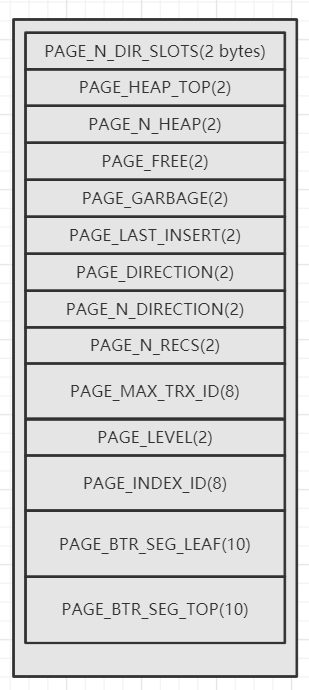 PAGE_N_DIR_SLOTS(2 bytes)
PAGE_HEAP_TOP(2)
PAGE_N_HEAP(2)
PAGE_FREE(2)
PAGE_GARBAGE(2)
PAGE_LAST_INSERT(2)
PAGE_DIRECTION(2)
PAGE_N_DIRECTION(2)
PAGE_N_RECS(2)
PAGE_MAX_TRX_ID(8)
PAGE_LEVEL(2)
PAGE_INDEX_ID(8)
PAGE_BTR_SEG_LEAF(10)
PAGE_BTR_SEG_TOP(10)